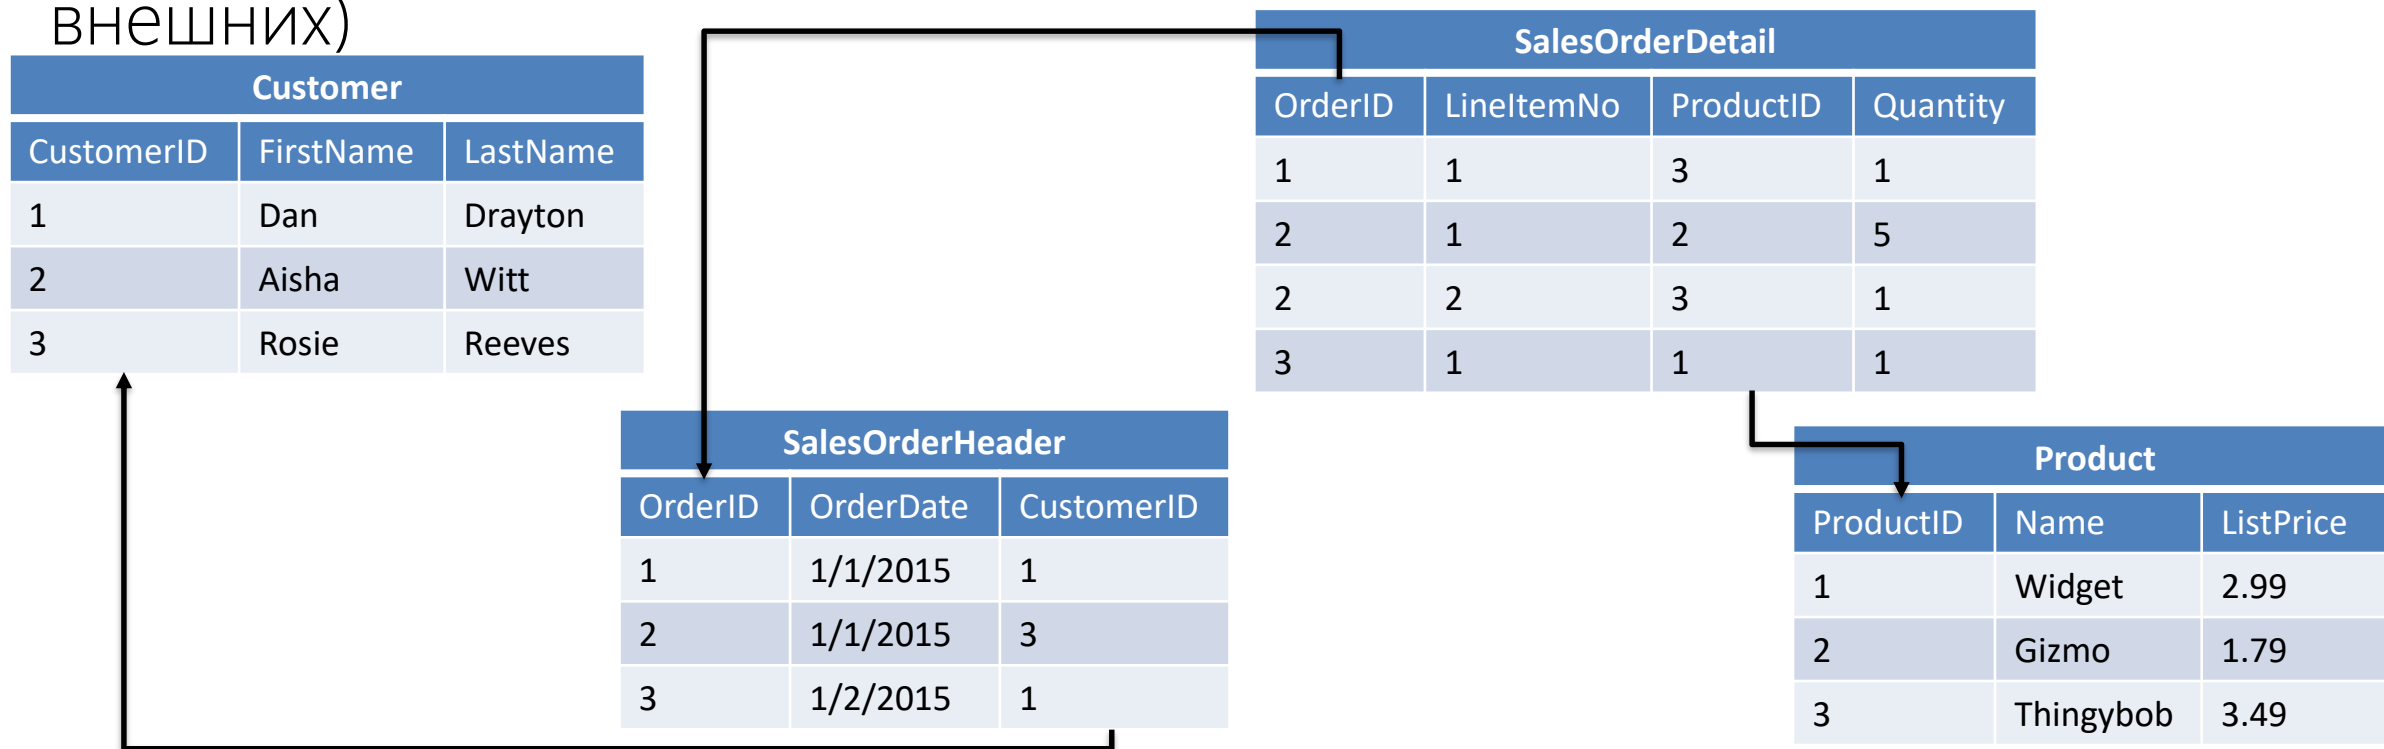 внешних)
Customer
CustomerID FirstName LastName
1 Dan Drayton
2 Aisha Witt
3 Rosie Reeves
SalesOrderDetail
OrderID LineItemNo ProductID Quantity
1 1 3 1
2 1 2 5
2 2 3 1
3 1 1 1
SalesOrderHeader
OrderID OrderDate CustomerID
1 1/1/2015 1
2 1/1/2015 3
3 1/2/2015 1
Product
ProductID Name ListPrice
1 Widget 2.99
2 Gizmo 1.79
3 Thingybob 3.49